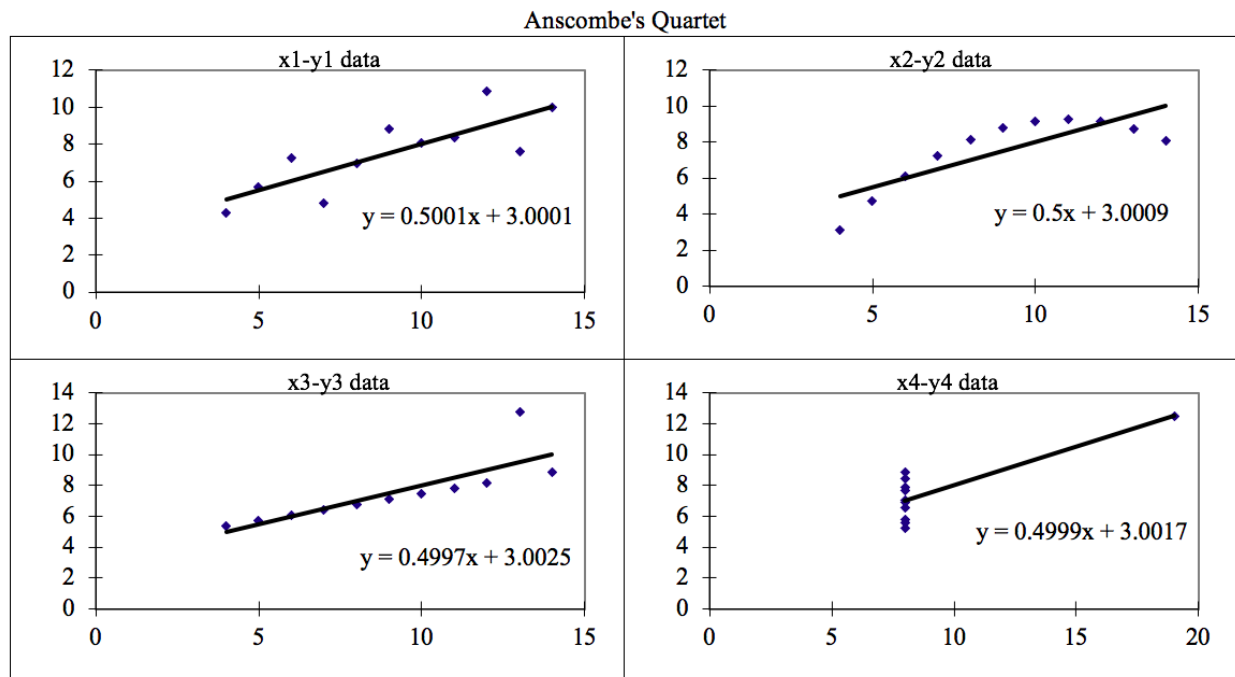 Anscombe's Quartet
x1-y1 data
12
10
8
6
4
2
0
y = 0.5001x + 3.0001
0 5 10 15
x2-y2 data
12
10
8
6
4
2
0
y = 0.5x + 3.0009
0 5 10 15
x3-y3 data
14
12
10
8
6
4
2
0
y = 0.4997x + 3.0025
0 5 10 15
x4-y4 data
14
12
10
8
6
4
2
0
y = 0.4999x + 3.0017
0 5 10 15 20